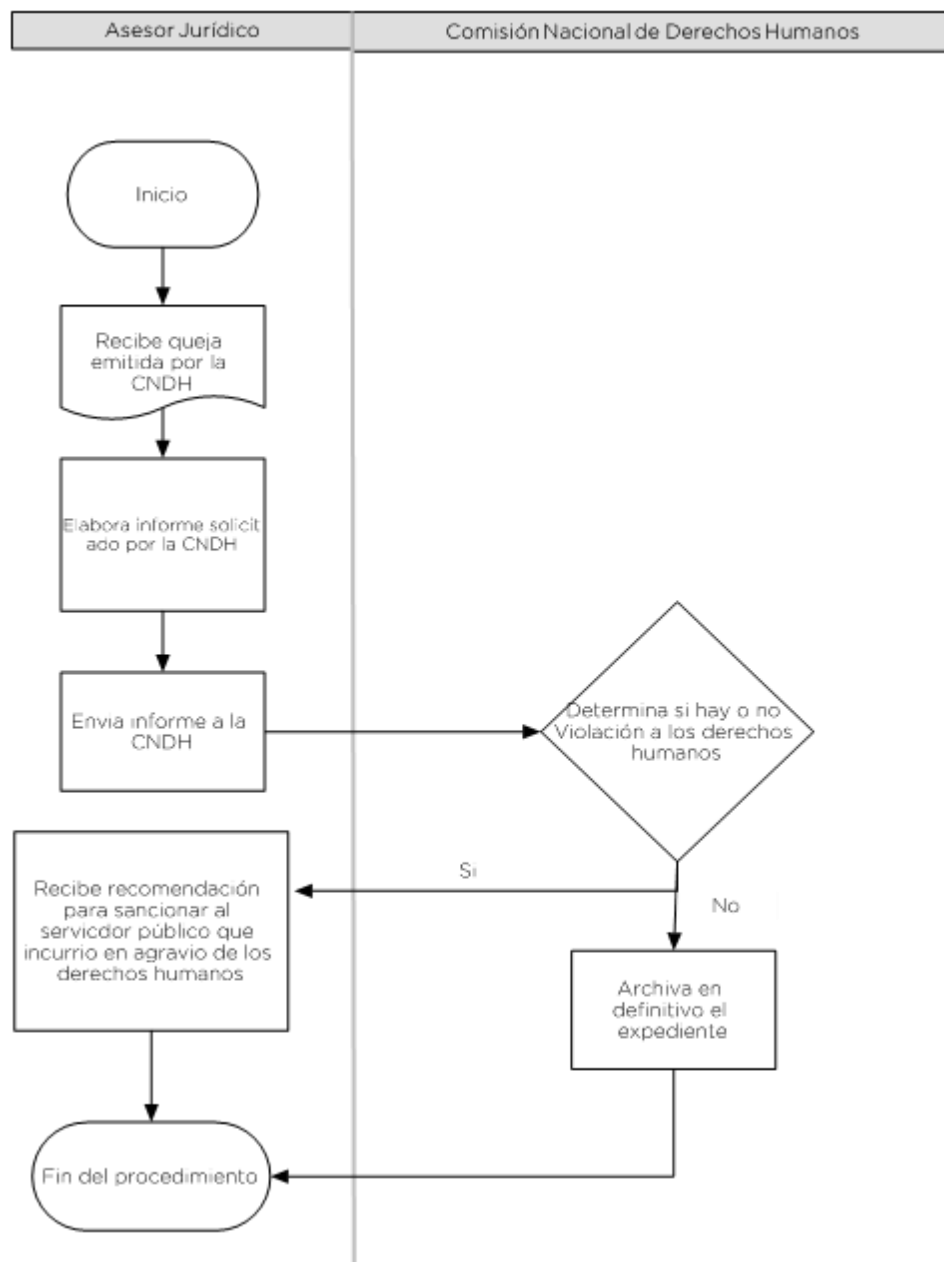 Asesor Jurídico
Comisión Nacional de Derechos Humanos
Inicio
Recibe queja
emitida por la
CNDH
Elabora informe solicit
ado por la CNDH
Envia informe a la
CNDH
Determina si hay o no
Violación a los derechos
humanos
Si
No
Recibe recomendación
para sancionar al
servicdor público que
incurrio en agravio de los
derechos humanos
Archiva en
definitivo el
expediente
Fin del procedimiento